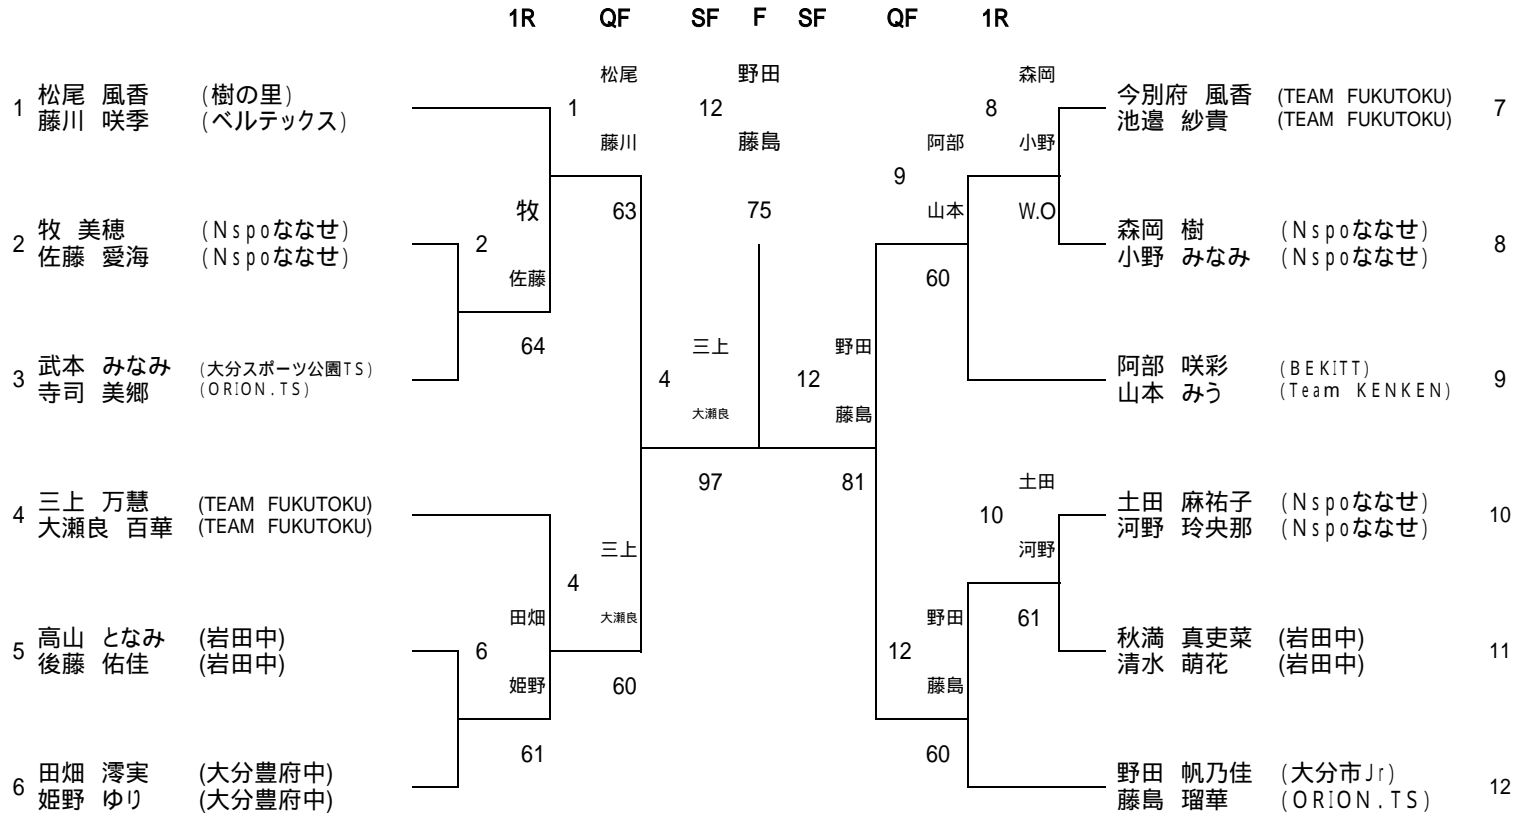 1R QF SF F SF QF 1R
松尾 野田 森岡
1 松尾 風香 (樹の里) 1 12 8 今別府 風香 (TEAM FUKUTOKU) 7
藤川 咲季 (ベルテックス) 池邉 紗貴 (TEAM FUKUTOKU)
藤川 藤島 阿部 小野
9
牧 63 75 山本 W.O
2 牧 美穂 (Nspoななせ) 2 森岡 樹 (Nspoななせ) 8
佐藤 愛海 (Nspoななせ) 小野 みなみ (Nspoななせ)
佐藤 60
64 三上 野田
3 武本 みなみ (大分スポーツ公園TS) 4 12 阿部 咲彩 (BEKITT) 9
寺司 美郷 (ORION.TS) 山本 みう (Team KENKEN)
大瀬良 藤島
97 81 土田
4 三上 万慧 (TEAM FUKUTOKU) 10 土田 麻祐子 (Nspoななせ) 10
大瀬良 百華 (TEAM FUKUTOKU) 河野 玲央那 (Nspoななせ)
三上 河野
4
田畑 大瀬良 野田 61
5 高山 となみ (岩田中) 6 12 秋満 真吏菜 (岩田中) 11
後藤 佑佳 (岩田中) 清水 萌花 (岩田中)
姫野 60 藤島
61 60
6 田畑 澪実 (大分豊府中) 野田 帆乃佳 (大分市Jr) 12
姫野 ゆり (大分豊府中) 藤島 瑠華 (ORION.TS)